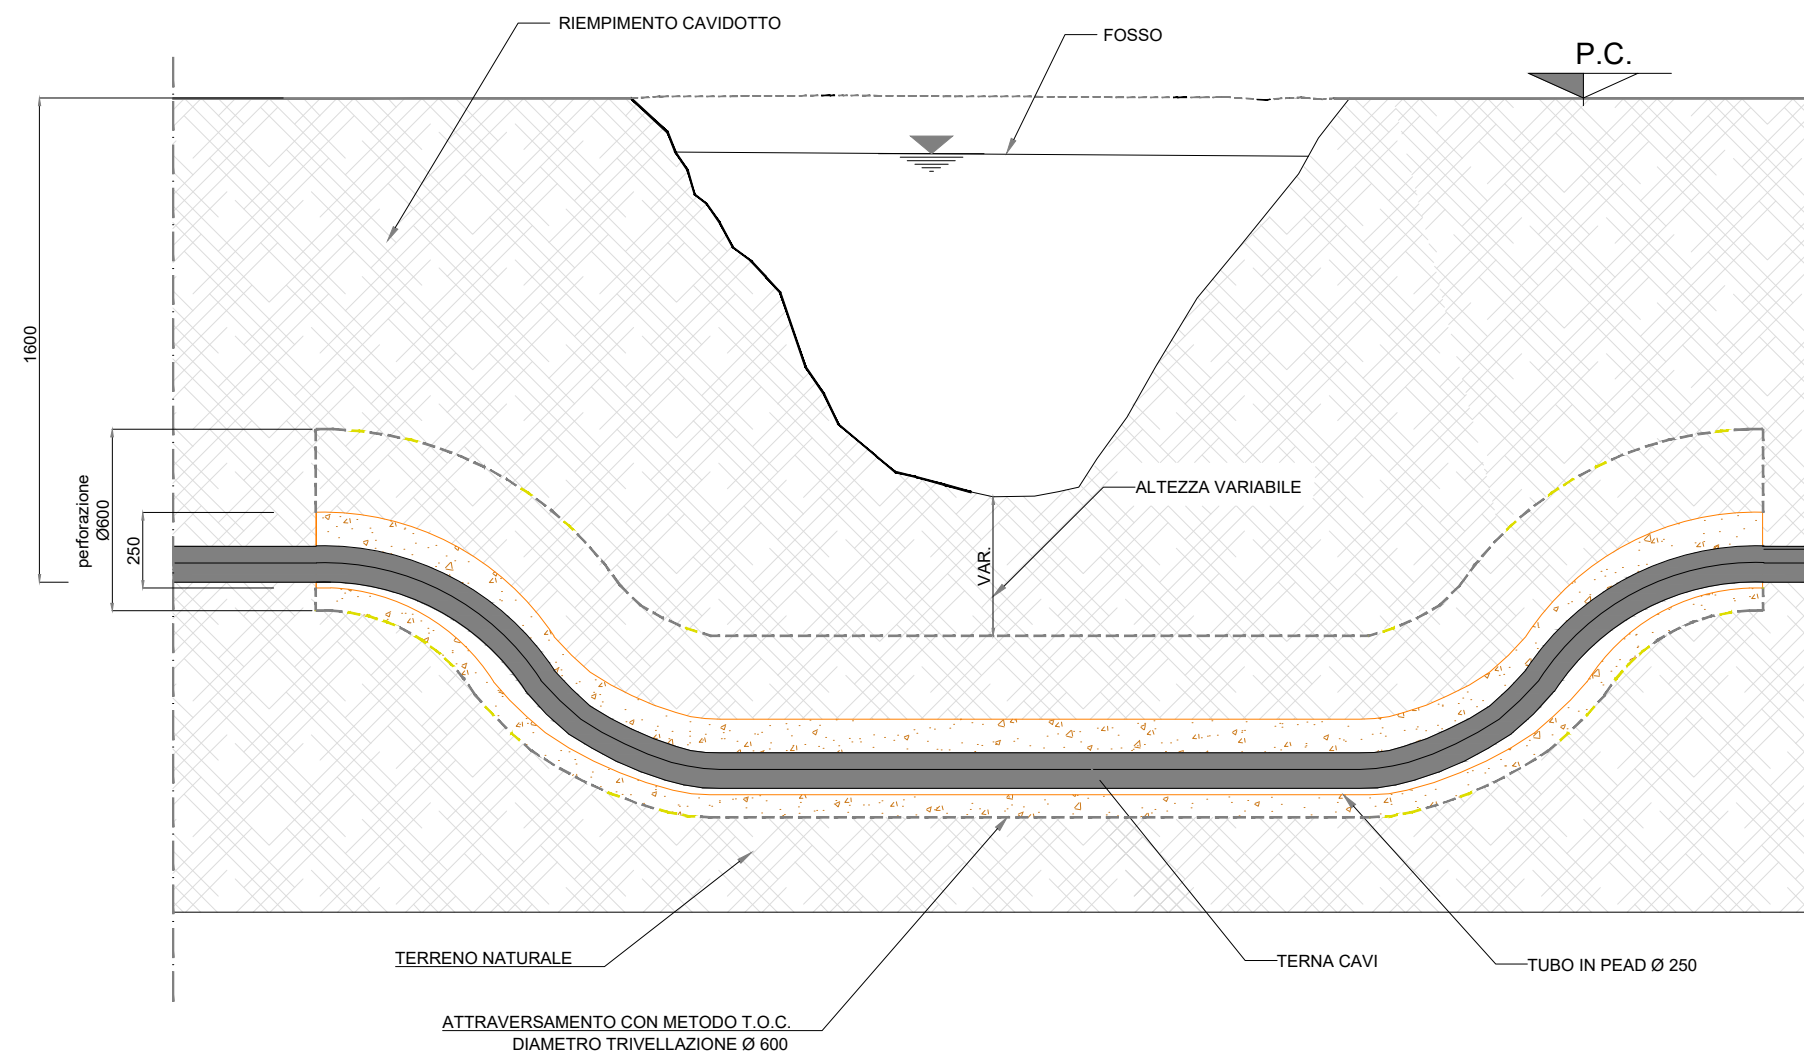 RIEMPIMENTO CAVIDOTTO
FOSSO
P.C.
1600
perforazione
Ø600
250
ALTEZZA VARIABILE
VAR.
TERRENO NATURALE
TERNA CAVI
TUBO IN PEAD Ø 250
ATTRAVERSAMENTO CON METODO T.O.C.
DIAMETRO TRIVELLAZIONE Ø 600